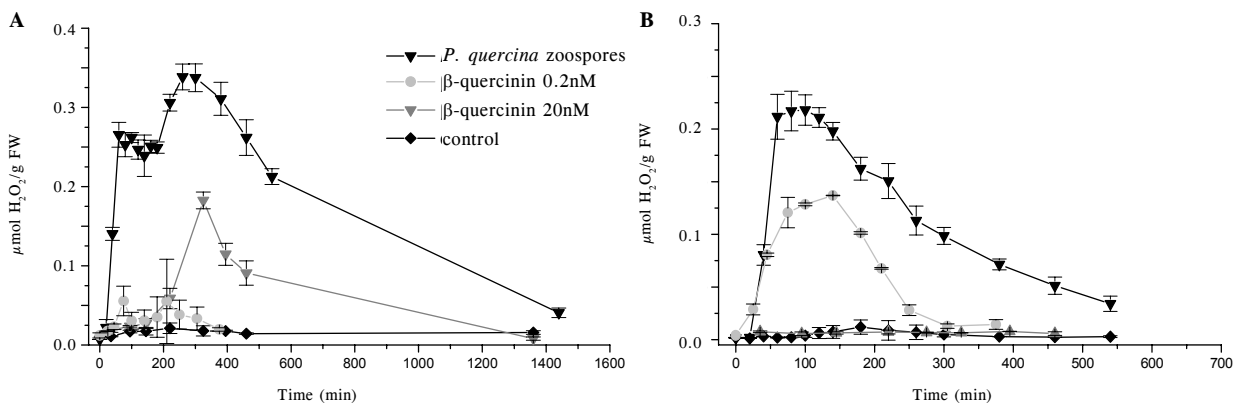 A
0.4
0.3
0.2
0.1
0.0
μmol H₂O₂/g FW
0 200 400 600 800 1000 1200 1400 1600
Time (min)
P. quercina zoospores
β-quercinin 0.2nM
β-quercinin 20nM
control
B
0.3
0.2
0.1
0.0
μmol H₂O₂/g FW
0 100 200 300 400 500 600 700
Time (min)